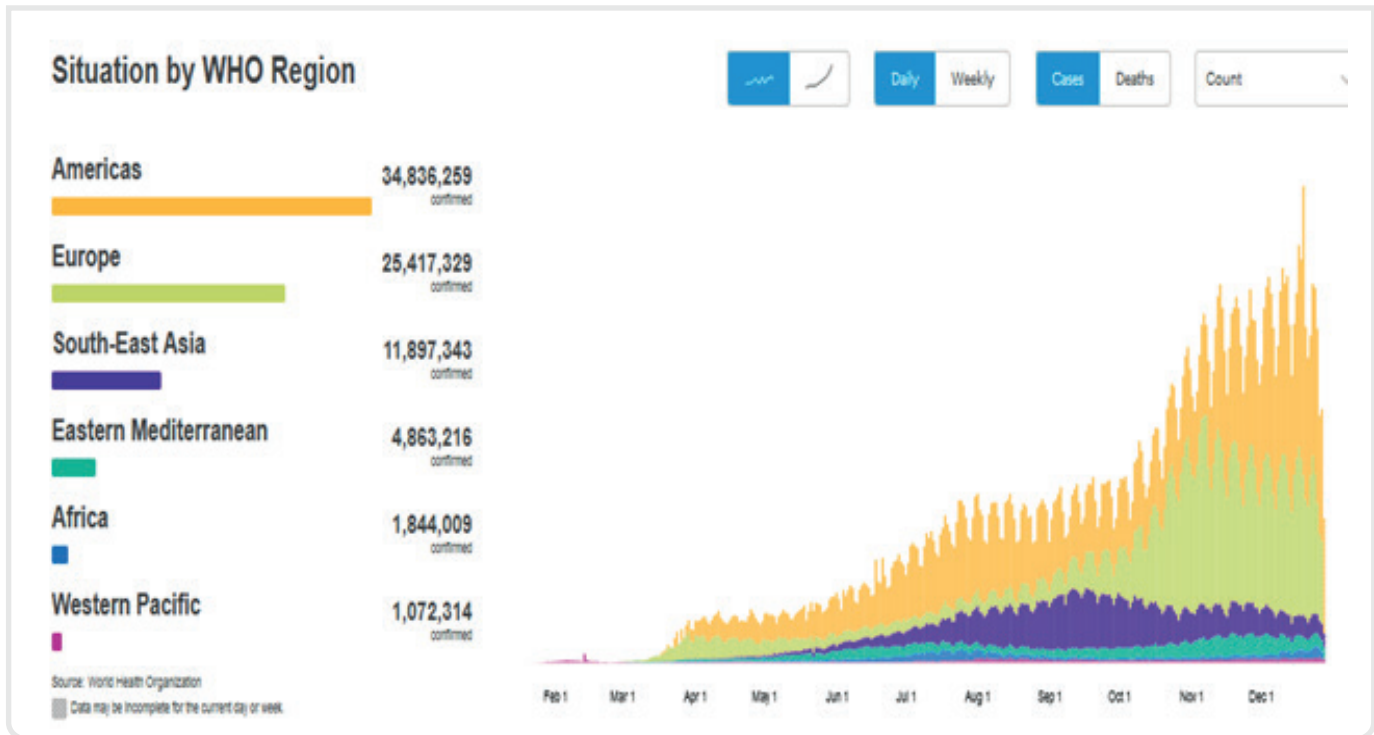 Situation by WHO Region
Daily
Weekly
Cases
Deaths
Count
Americas
34,836,259
confirmed
Europe
25,417,329
confirmed
South-East Asia
11,897,343
confirmed
Eastern Mediterranean
4,863,216
confirmed
Africa
1,844,009
confirmed
Western Pacific
1,072,314
confirmed
Source: World Health Organization
Data may be incomplete for the current day or week.
Feb 1 Mar 1 Apr 1 May 1 Jun 1 Jul 1 Aug 1 Sep 1 Oct 1 Nov 1 Dec 1